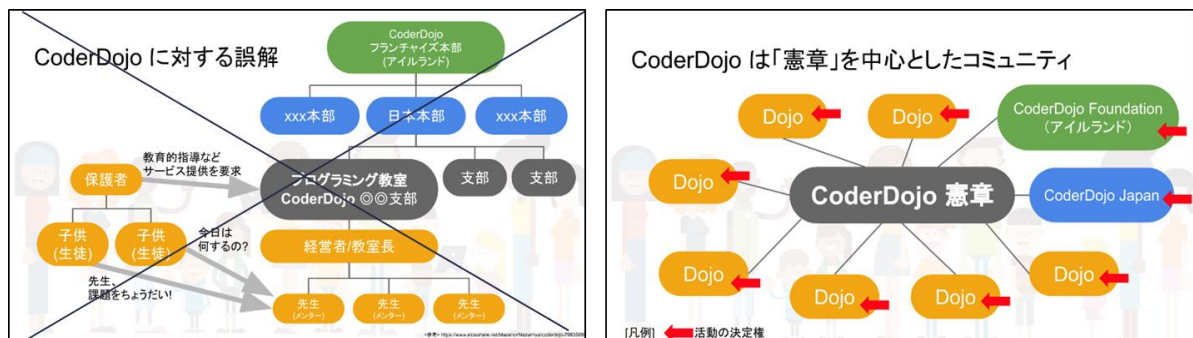 CoderDojo に対する誤解
CoderDojo
フランチャイズ本部
(アイルランド)
xxx本部
日本本部
xxx本部
教育的指導など
サービス提供を要求
保護者
プログラミング教室
CoderDojo ◎◎支部
支部
支部
子供
(生徒)
子供
(生徒)
今日は
何するの?
経営者/教室長
先生、
課題をちょうだい!
先生
(メンター)
先生
(メンター)
先生
(メンター)
CoderDojo は「憲章」を中心としたコミュニティ
Dojo
Dojo
CoderDojo Foundation
(アイルランド)
Dojo
CoderDojo 憲章
CoderDojo Japan
Dojo
Dojo
Dojo
Dojo
[凡例]
活動の決定権